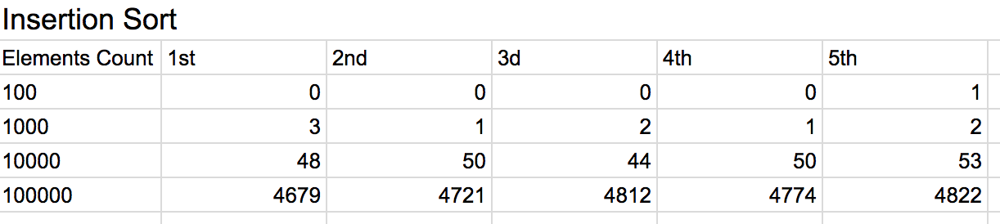 Insertion Sort
Elements Count 1st 2nd 3d 4th 5th
100 0 0 0 0 1
1000 3 1 2 1 2
10000 48 50 44 50 53
100000 4679 4721 4812 4774 4822